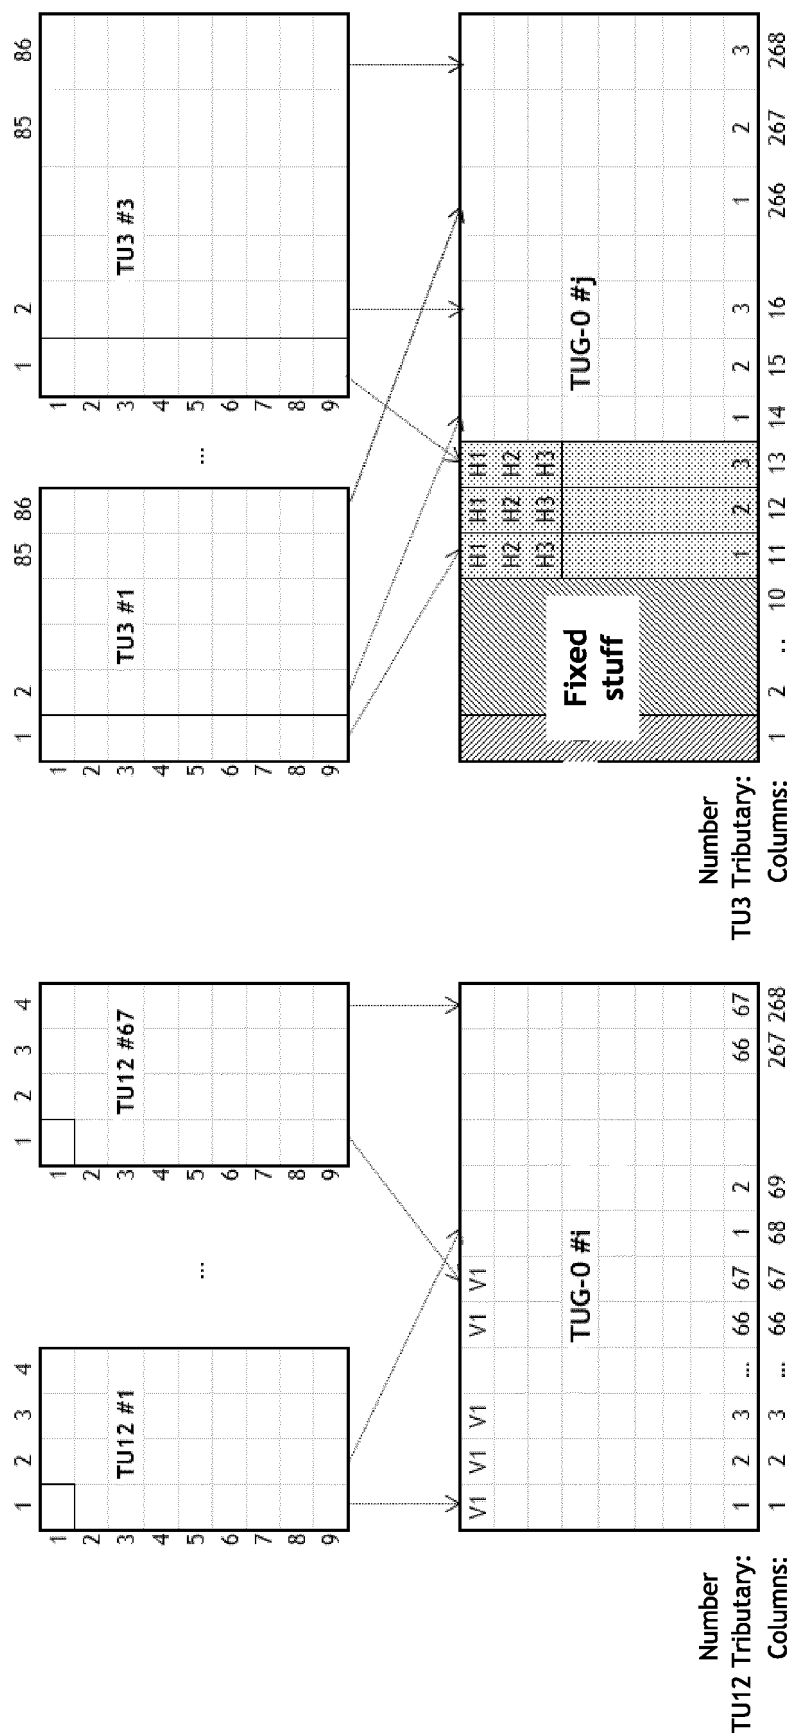 1 2 3 4
TU12 #1
1
2
3
4
5
6
7
8
9
...
1 2 3 4
TU12 #67
1
2
3
4
5
6
7
8
9
V1 V1 V1 V1 V1
TUG-0 #i
Number
TU12 Tributary: 1 2 3 ... 66 67 1 2 66 67
Columns: 1 2 3 ... 66 67 68 69 267 268
1 2 85 86
TU3 #1
1
2
3
4
5
6
7
8
9
...
1 2 85 86
TU3 #3
1
2
3
4
5
6
7
8
9
H1 H1 H1
H2 H2 H2
H3 H3 H3
Fixed
stuff
TUG-0 #j
Number
TU3 Tributary: 1 2 3 1 2 3 1 2 3
Columns: 1 2 .. 10 11 12 13 14 15 16 266 267 268